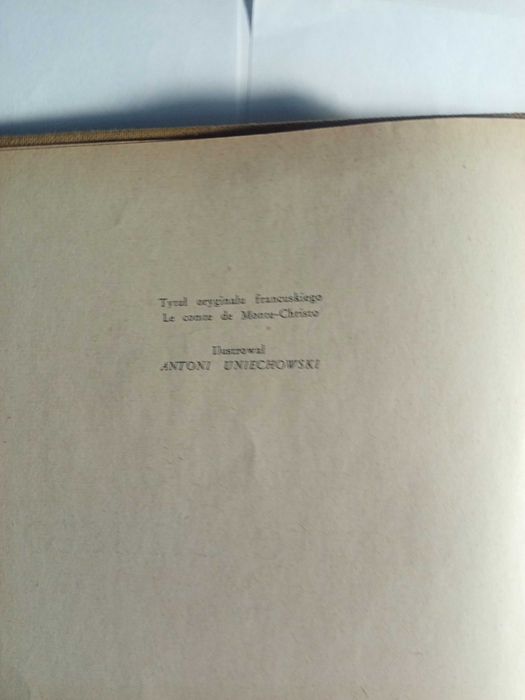 Tytuł oryginału francuskiego
Le comte de Monte-Christo
Ilustrował
ANTONI UNIECHOWSKI